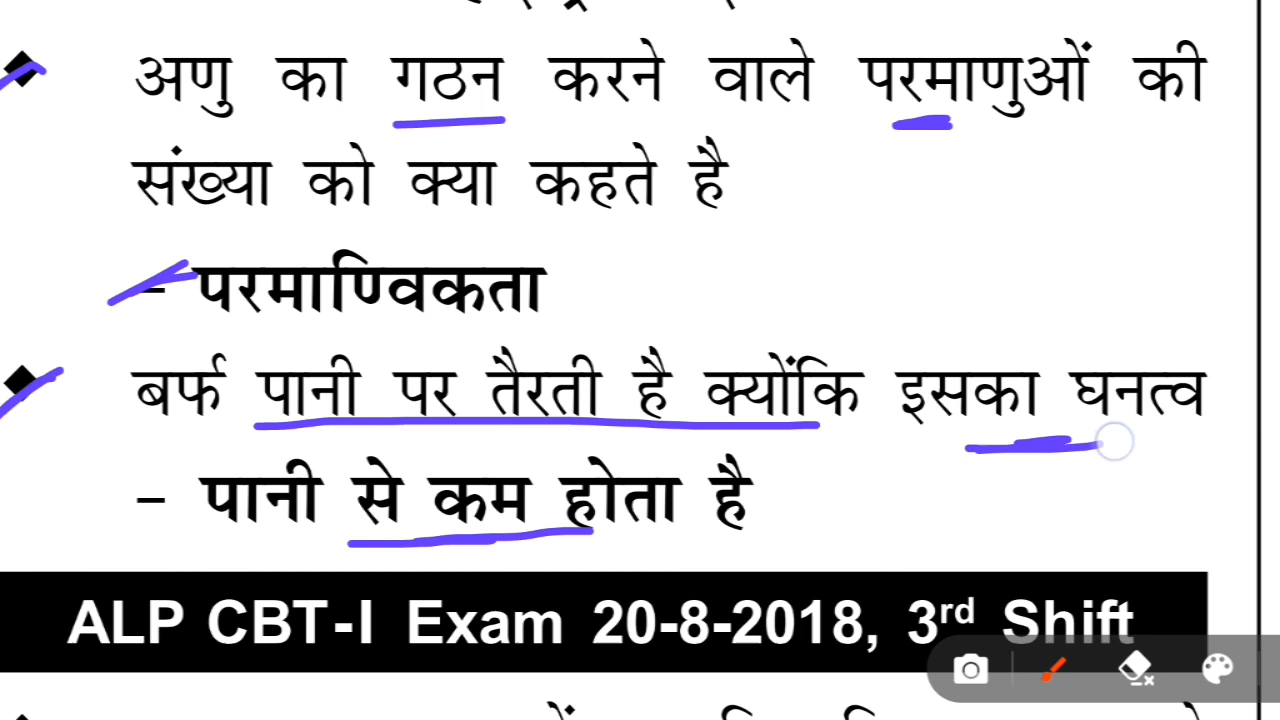 अणु का गठन करने वाले परमाणुओं की
संख्या को क्या कहते है
– परमाण्विकता
बर्फ पानी पर तैरती है क्योंकि इसका घनत्व
– पानी से कम होता है
ALP CBT-I Exam 20-8-2018, 3rd Shift